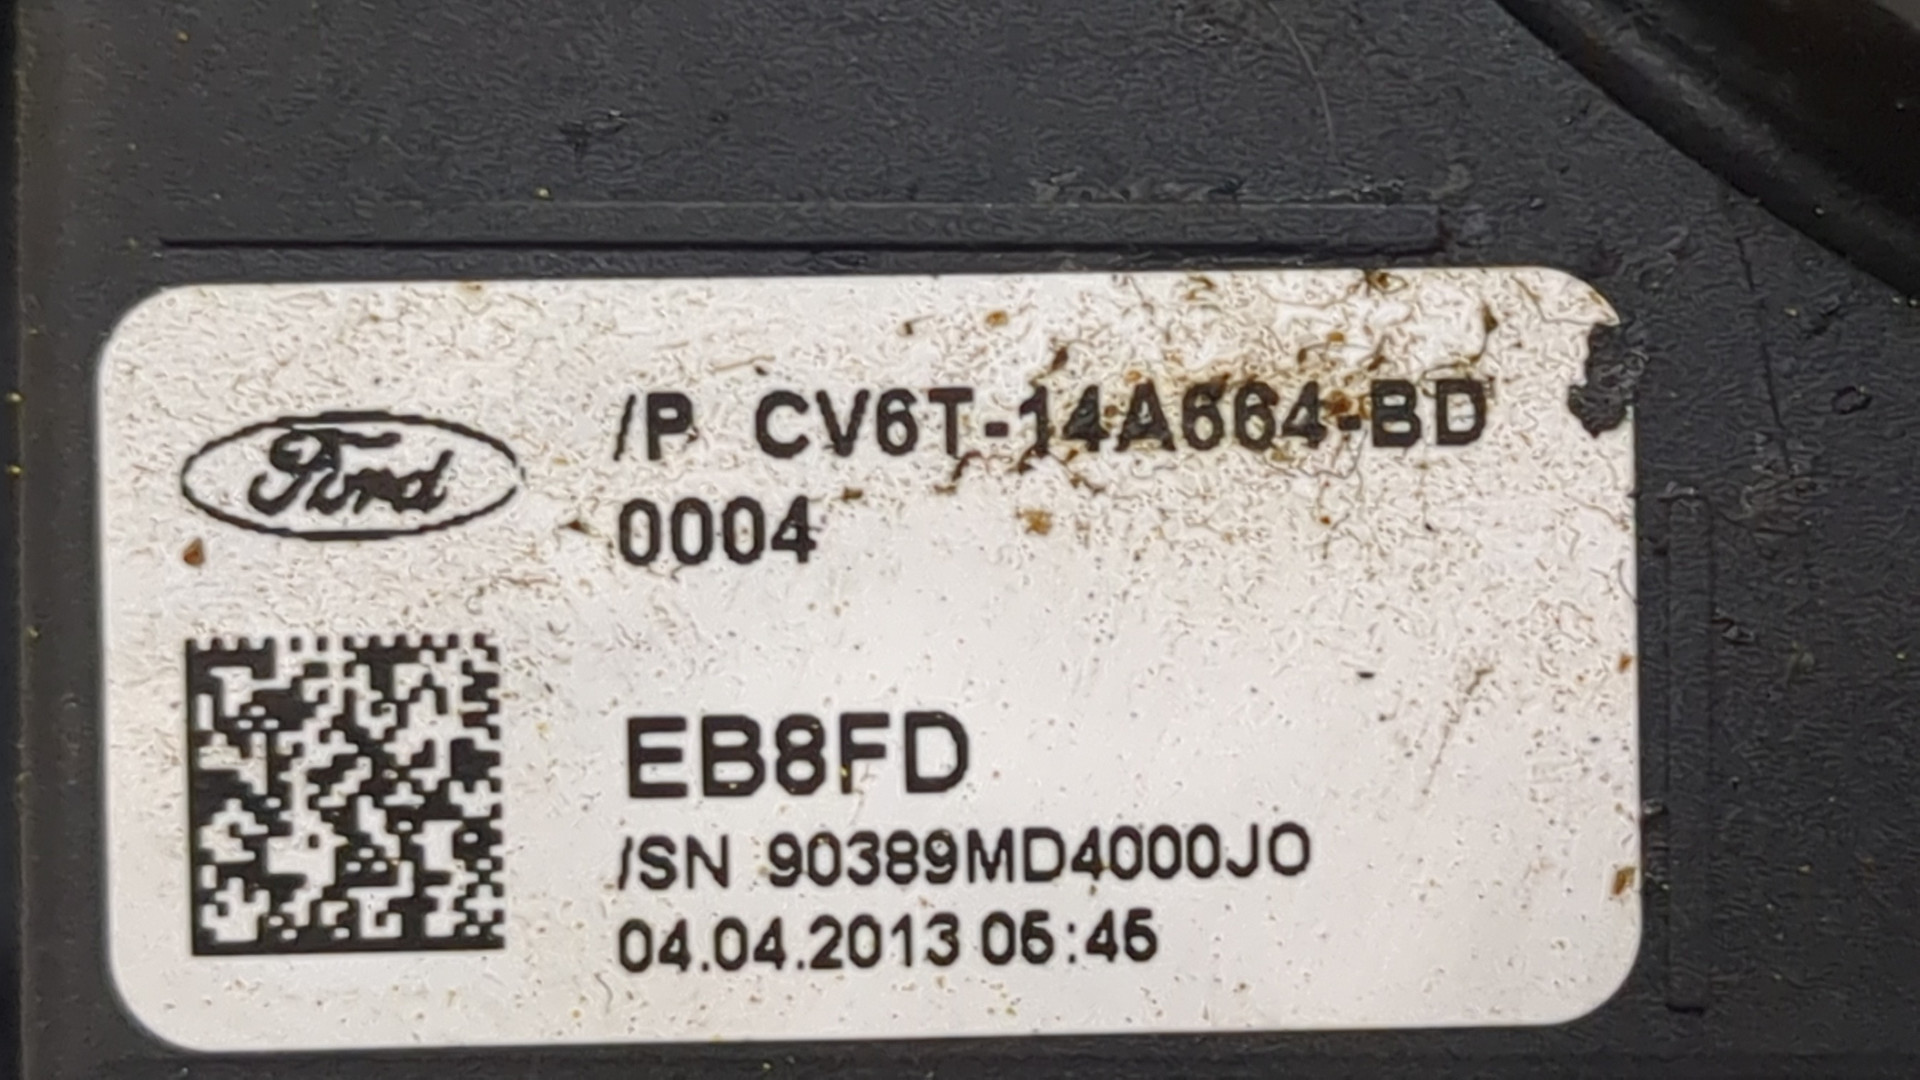 Ford
/P CV6T-14A664-BD
0004
EB8FD
/SN 90389MD4000JO
04.04.2013 05:45